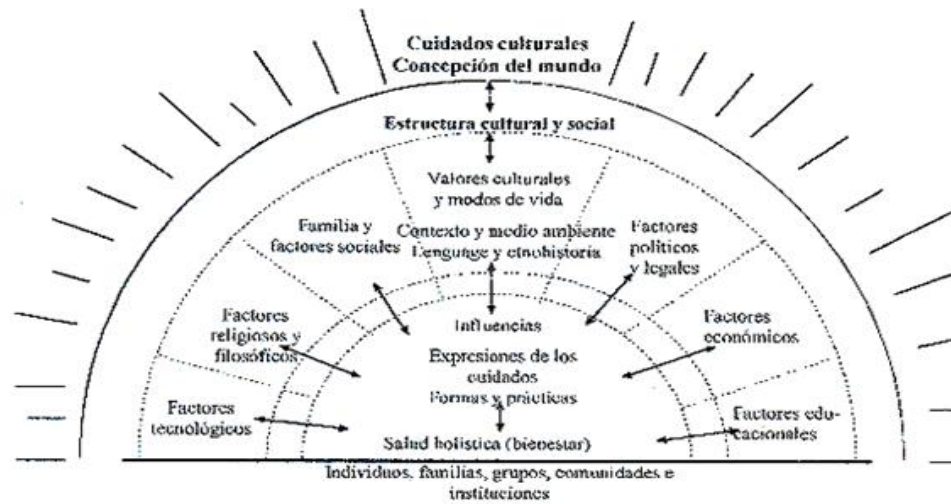 Cuidados culturales
Concepción del mundo
Estructura cultural y social
Valores culturales
y modos de vida
Familia y
factores sociales
Contexto y medio ambiente
Lenguage y etnohistoria
Factores
políticos
y legales
Factores
religiosos y
filosóficos
Influencias
Factores
económicos
Expresiones de los
cuidados
Formas y prácticas
Factores
tecnológicos
Factores edu-
cacionales
Salud holística (bienestar)
Individuos, familias, grupos, comunidades e
instituciones